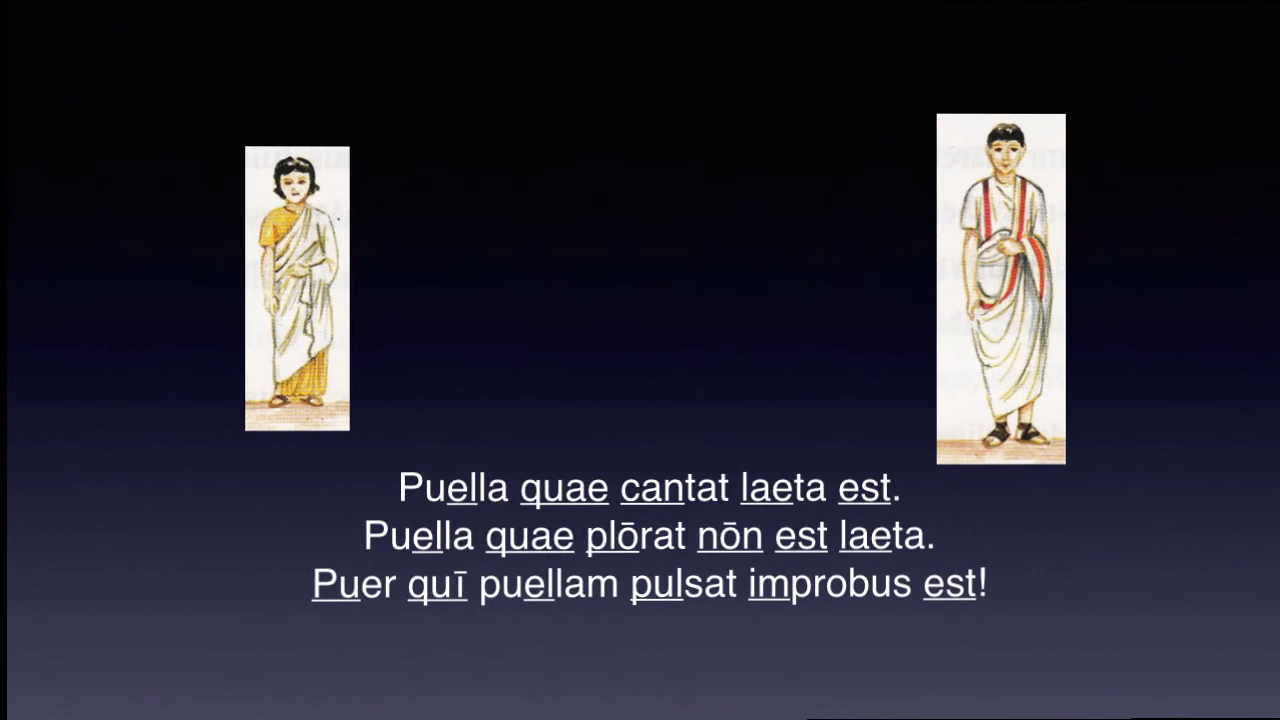 Puella quae cantat laeta est.
Puella quae plōrat nōn est laeta.
Puer quī puellam pulsat improbus est!